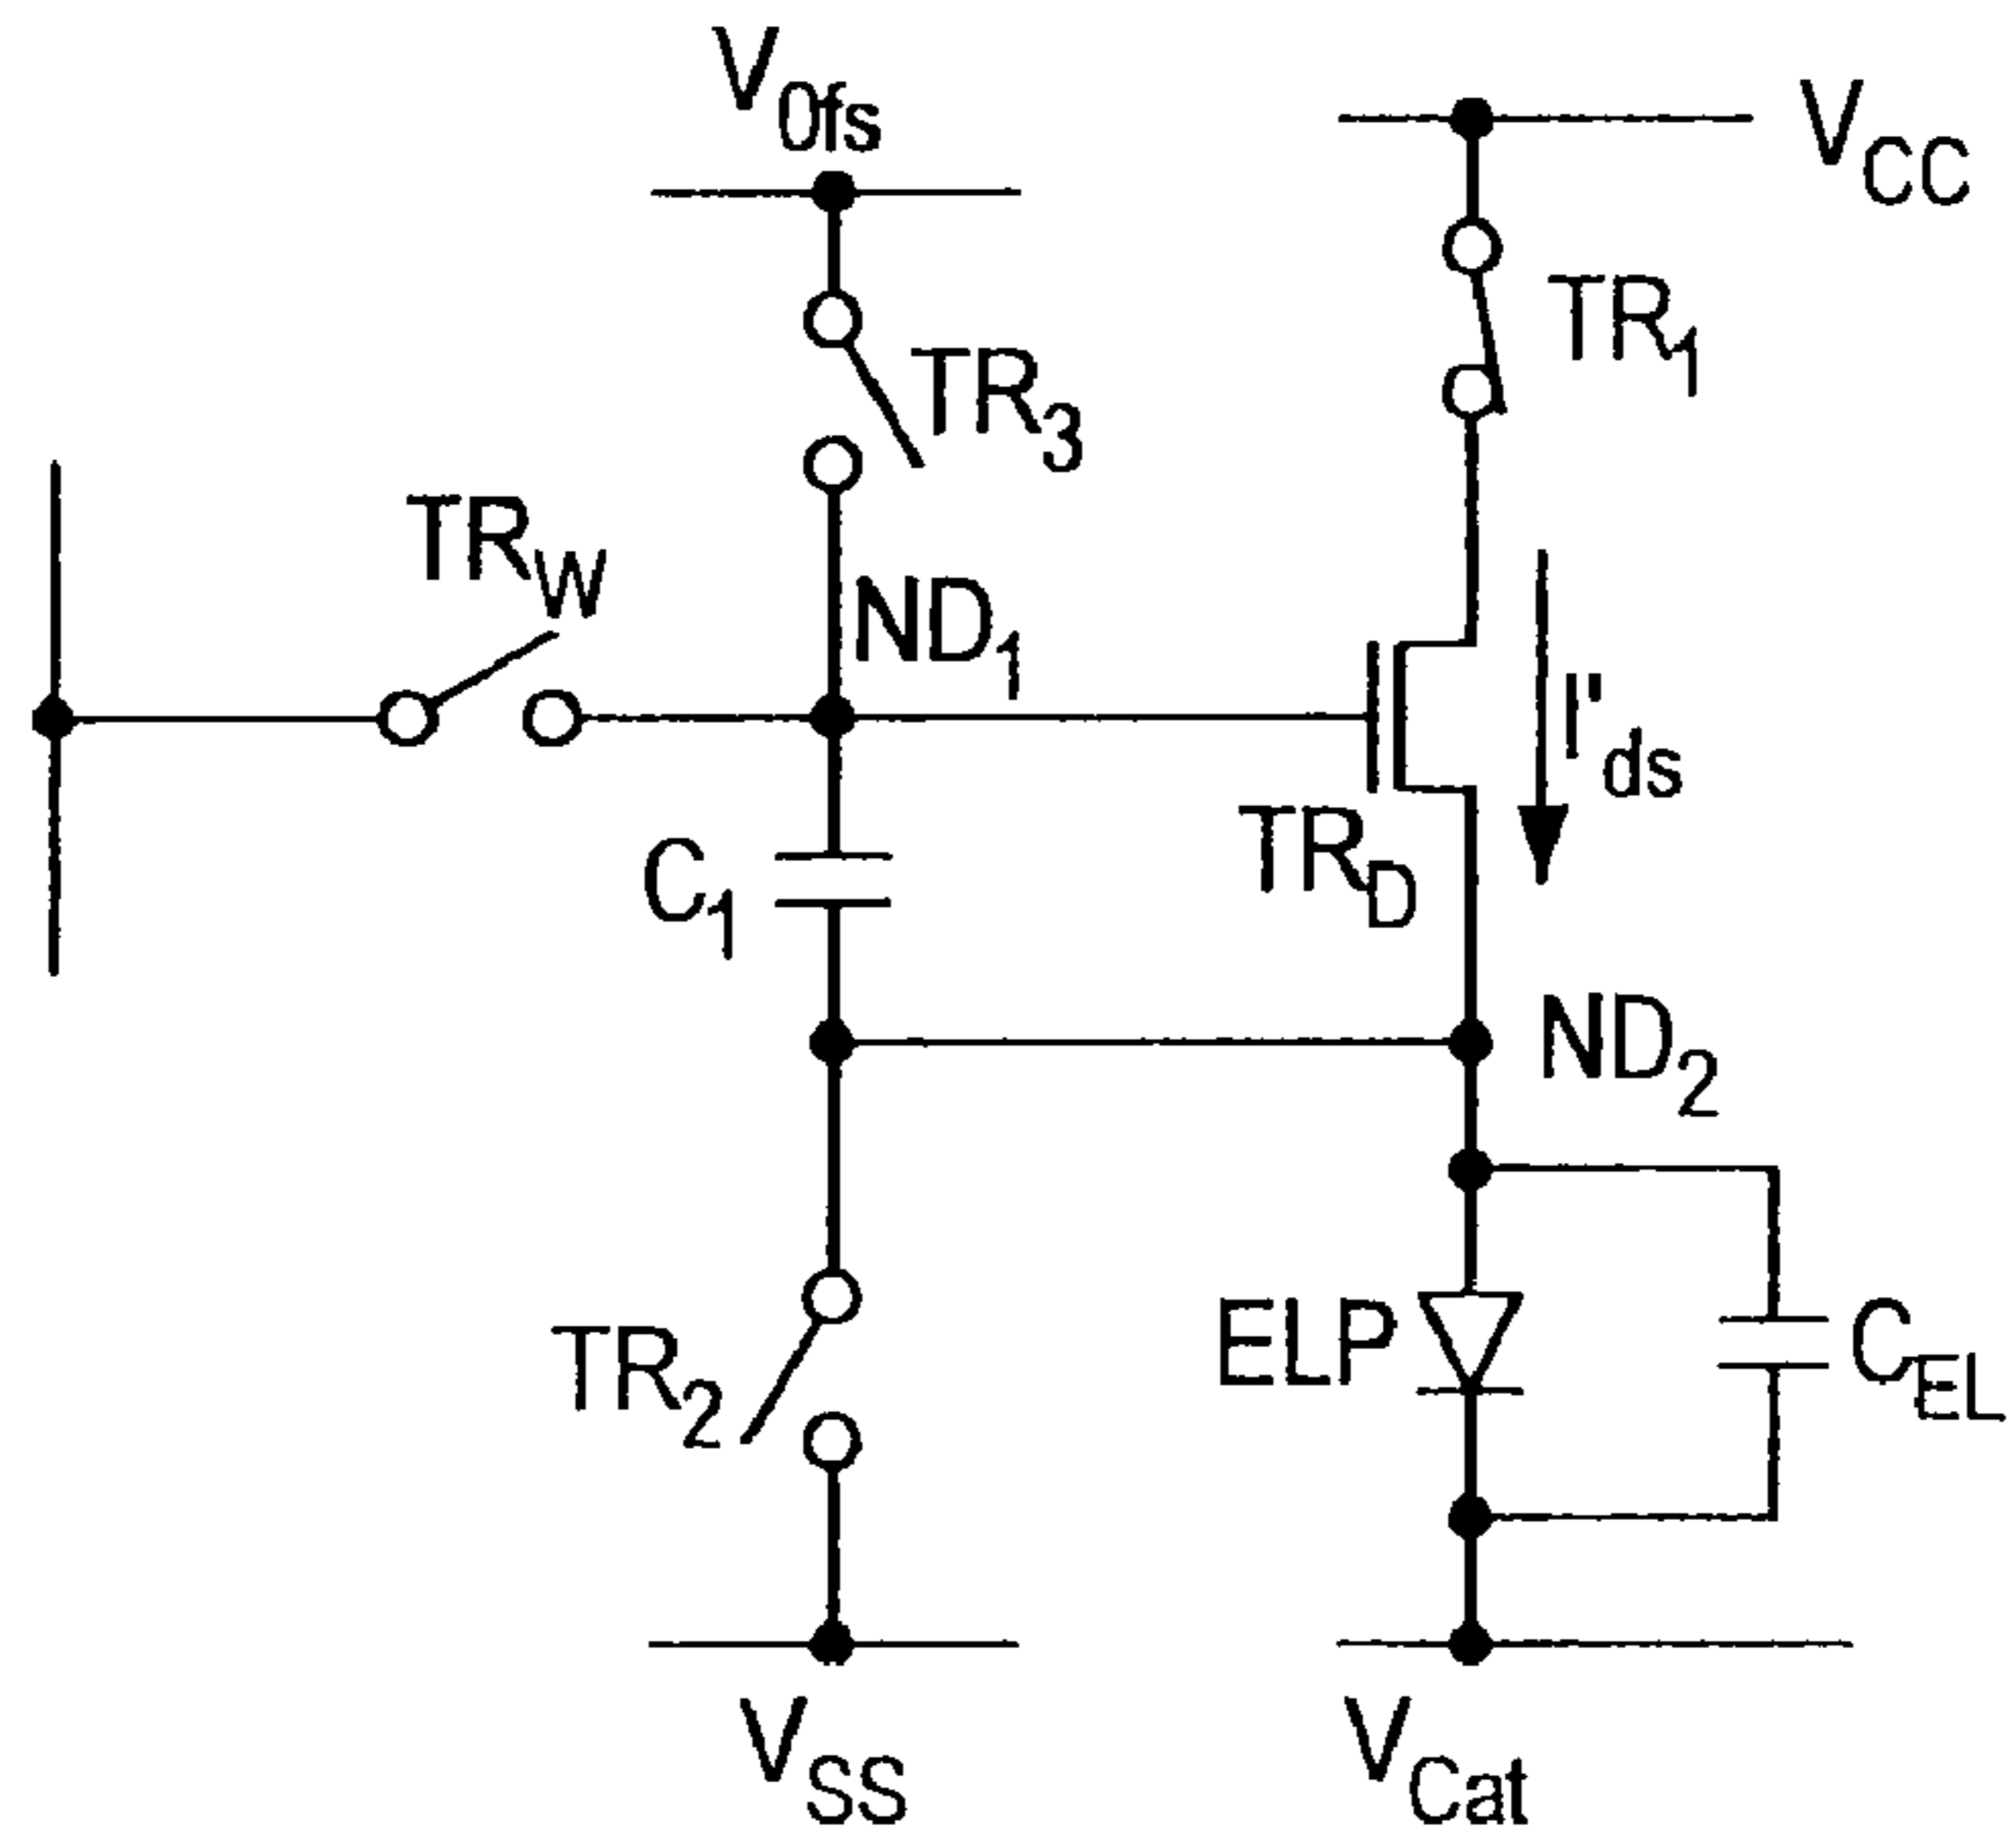 V0fs
VCC
TR1
TR3
TRW
ND1
I"ds
TRD
C1
ND2
ELP
CEL
TR2
VSS
VCat